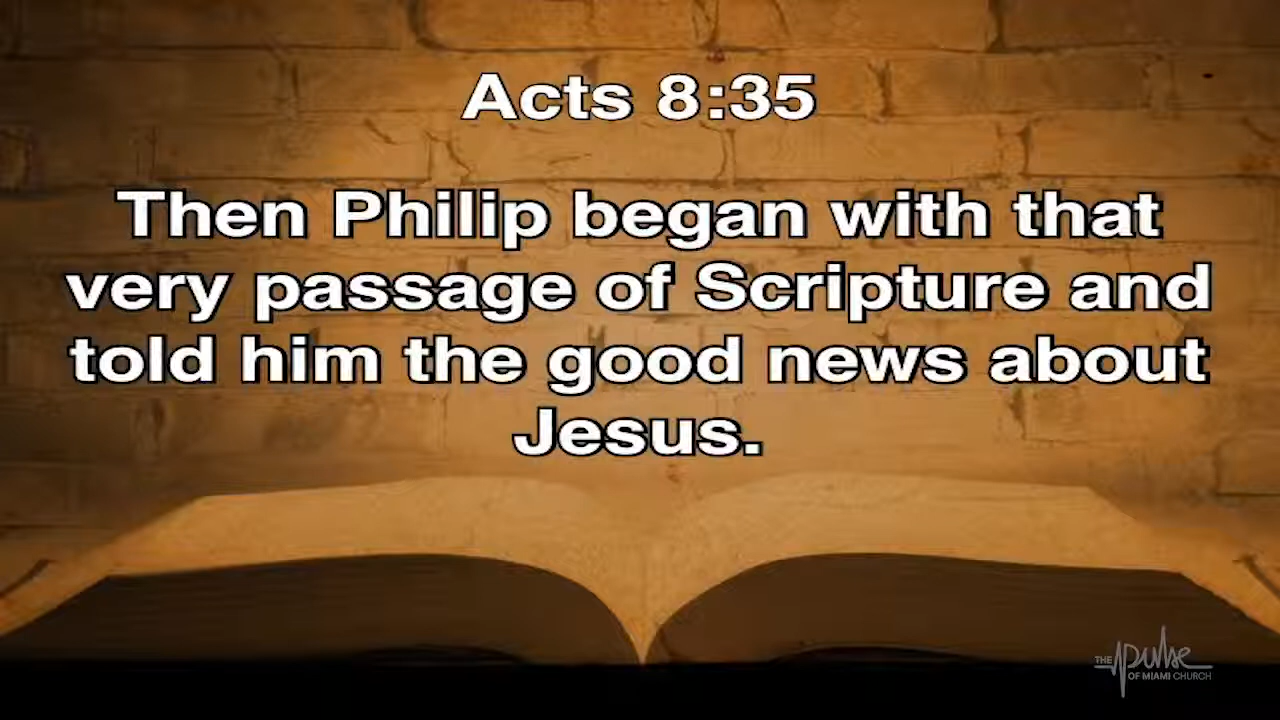 Acts 8:35
Then Philip began with that
very passage of Scripture and
told him the good news about
Jesus.
THE pulse
OF MIAMI CHURCH